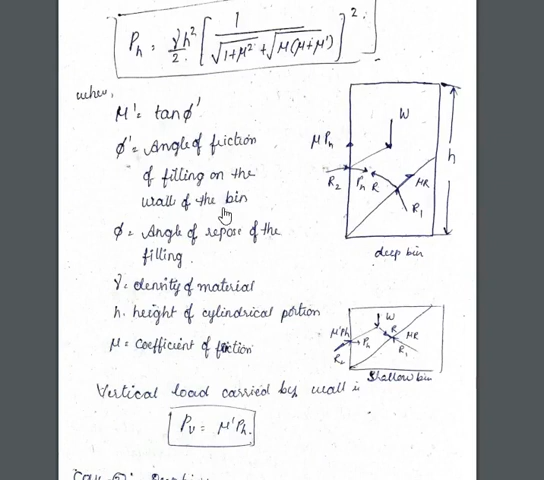 Ph = γh²/2 [ 1 / (√1+μ² + √μ(μ+μ')) ]²
when,
μ' = tanφ'
φ' = Angle of friction
of filling on the
wall of the bin
φ = Angle of repose of the
filling.
γ = density of material
h. height of cylindrical portion
μ = coefficient of friction
W
μ Ph
h
R2
Ph
R
μR
R1
deep bin
W
μ'Ph
Ph
R
μR
R2
R1
Shallow bin
Vertical load carried by wall is
Pv = μ'Ph.